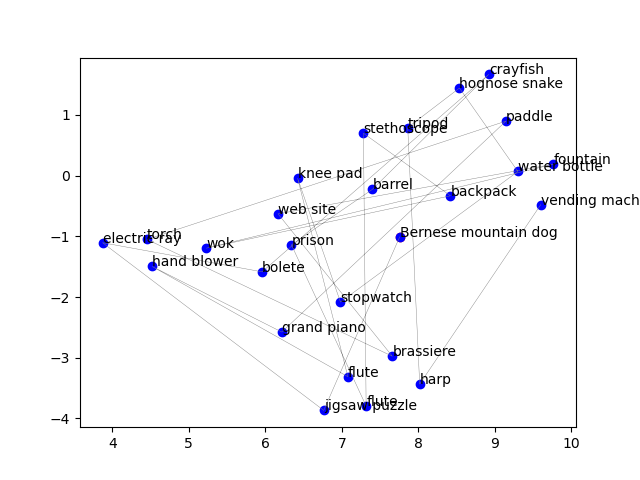 crayfish
hognose snake
paddle
tripod
stethoscope
fountain
water bottle
knee pad
barrel
backpack
vending mach
web site
Bernese mountain dog
torch
electric ray
wok
prison
hand blower
bolete
stopwatch
grand piano
brassiere
flute
harp
flute
jigsaw puzzle
1
0
−1
−2
−3
−4
4 5 6 7 8 9 10